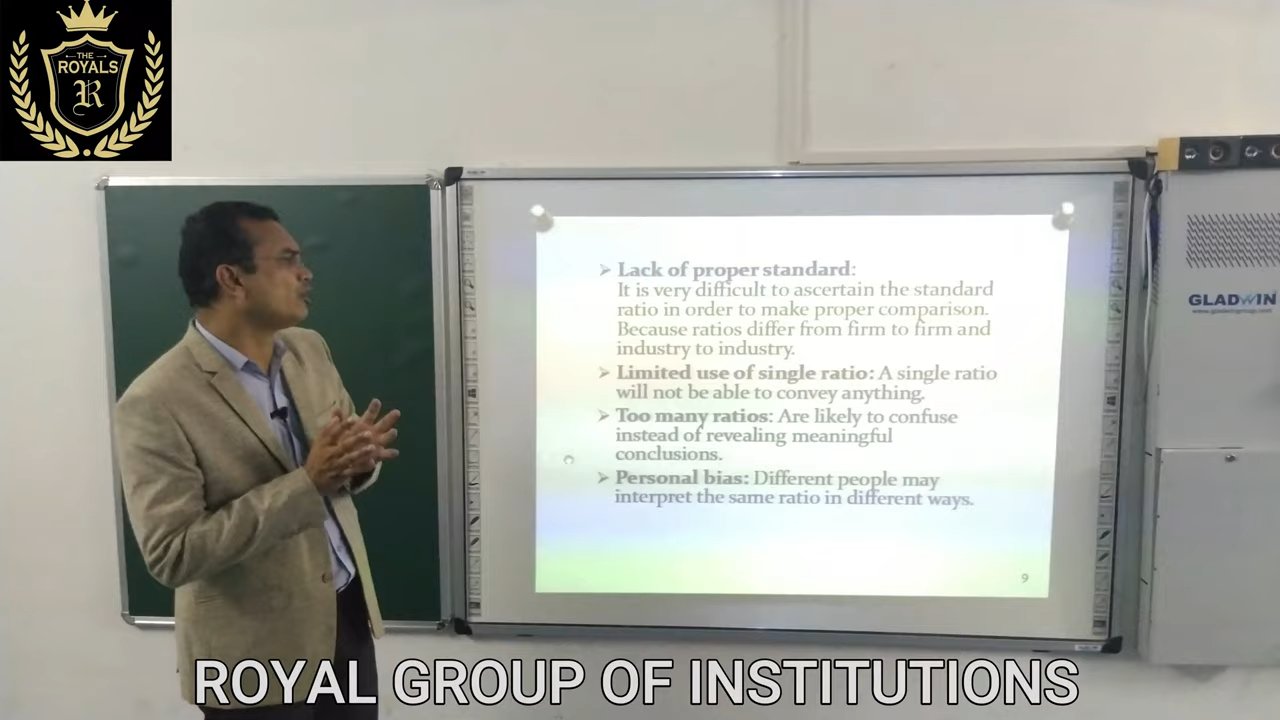 THE
ROYALS
R
➤ Lack of proper standard:
It is very difficult to ascertain the standard
ratio in order to make proper comparison.
Because ratios differ from firm to firm and
industry to industry.
➤ Limited use of single ratio: A single ratio
will not be able to convey anything.
➤ Too many ratios: Are likely to confuse
instead of revealing meaningful
conclusions.
➤ Personal bias: Different people may
interpret the same ratio in different ways.
9
GLADWIN
www.gladwingroup.com
ROYAL GROUP OF INSTITUTIONS